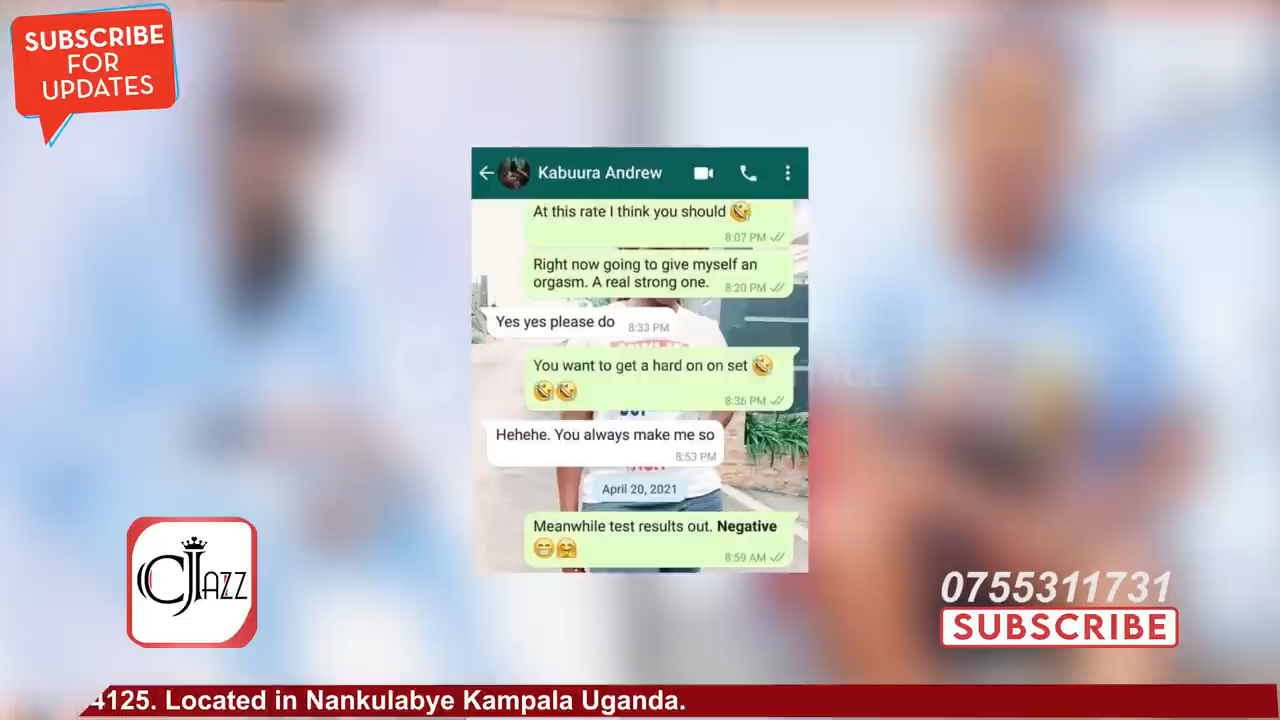 SUBSCRIBE
FOR
UPDATES
Kabuura Andrew
At this rate I think you should 🤣
8:07 PM
Right now going to give myself an
orgasm. A real strong one. 8:20 PM
Yes yes please do 8:33 PM
You want to get a hard on on set 🤣
🤣🤣
8:36 PM
Hehehe. You always make me so
8:53 PM
April 20, 2021
Meanwhile test results out. Negative
😁🤗
8:59 AM
CJazz
0755311731
SUBSCRIBE
4125. Located in Nankulabye Kampala Uganda.